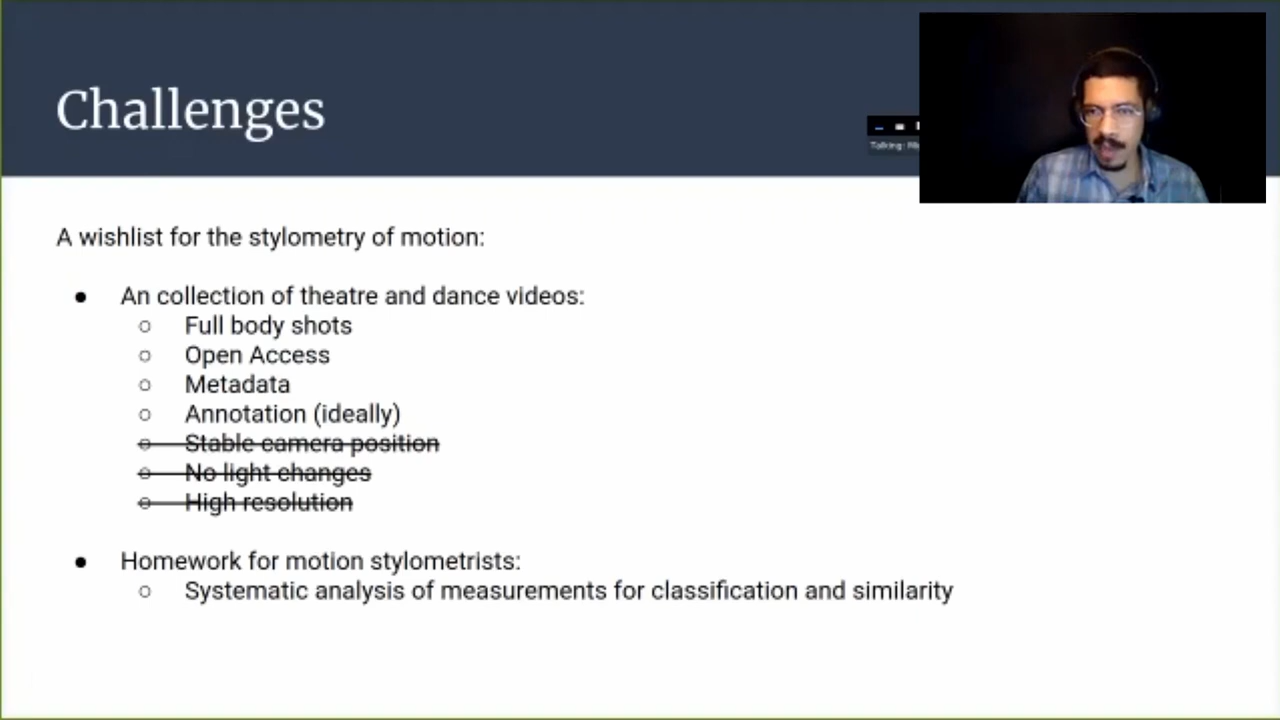 Challenges
Talking:
A wishlist for the stylometry of motion:
● An collection of theatre and dance videos:
○ Full body shots
○ Open Access
○ Metadata
○ Annotation (ideally)
○ Stable camera position
○ No light changes
○ High resolution
● Homework for motion stylometrists:
○ Systematic analysis of measurements for classification and similarity